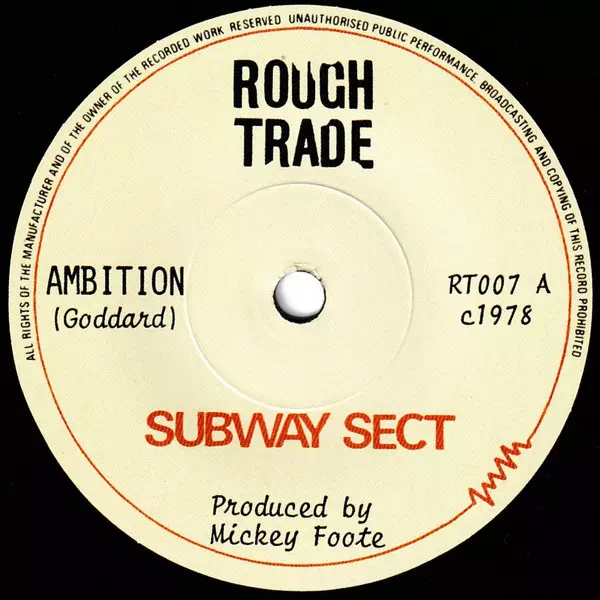 ALL RIGHTS OF THE MANUFACTURER AND OF THE OWNER OF THE RECORDED WORK RESERVED UNAUTHORISED PUBLIC PERFORMANCE, BROADCASTING AND COPYING OF THIS RECORD PROHIBITED
ROUGH
TRADE
AMBITION
(Goddard)
RT007 A
c1978
SUBWAY SECT
Produced by
Mickey Foote